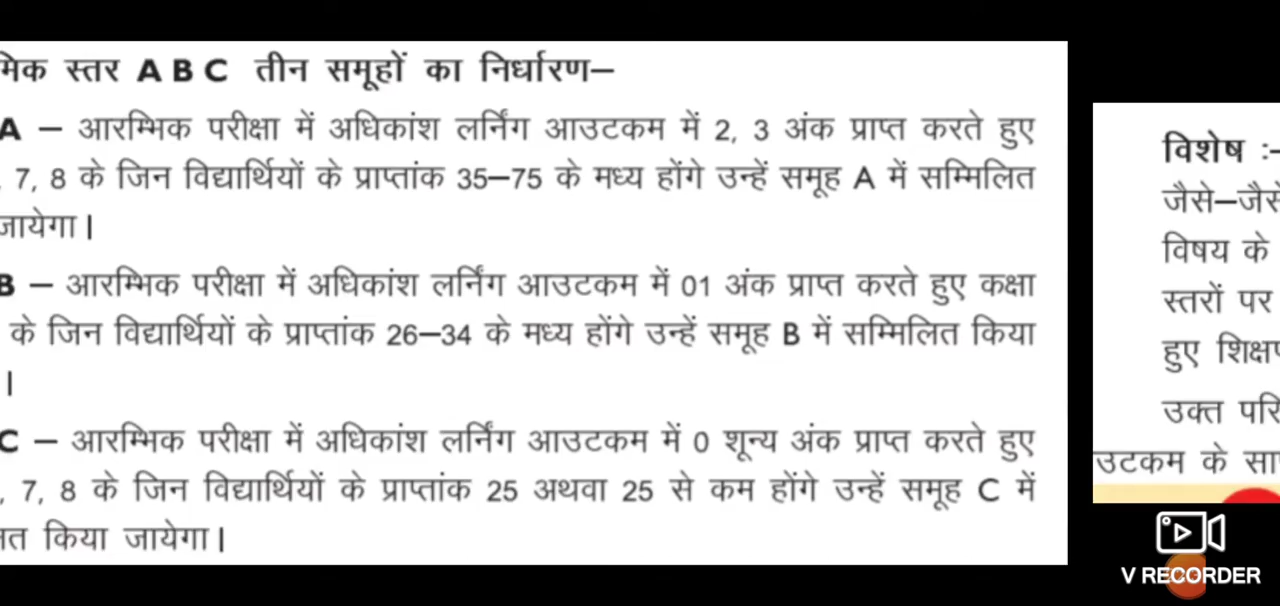 मिक स्तर A B C तीन समूहों का निर्धारण–
A – आरम्भिक परीक्षा में अधिकांश लर्निंग आउटकम में 2, 3 अंक प्राप्त करते हुए
, 7, 8 के जिन विद्यार्थियों के प्राप्तांक 35–75 के मध्य होंगे उन्हें समूह A में सम्मिलित
जायेगा।
B – आरम्भिक परीक्षा में अधिकांश लर्निंग आउटकम में 01 अंक प्राप्त करते हुए कक्षा
के जिन विद्यार्थियों के प्राप्तांक 26–34 के मध्य होंगे उन्हें समूह B में सम्मिलित किया
।
C – आरम्भिक परीक्षा में अधिकांश लर्निंग आउटकम में 0 शून्य अंक प्राप्त करते हुए
, 7, 8 के जिन विद्यार्थियों के प्राप्तांक 25 अथवा 25 से कम होंगे उन्हें समूह C में
त किया जायेगा।
विशेष :-
जैसे–जैसे
विषय के
स्तरों पर
हुए शिक्षण
उक्त परि
उटकम के सा
V RECORDER